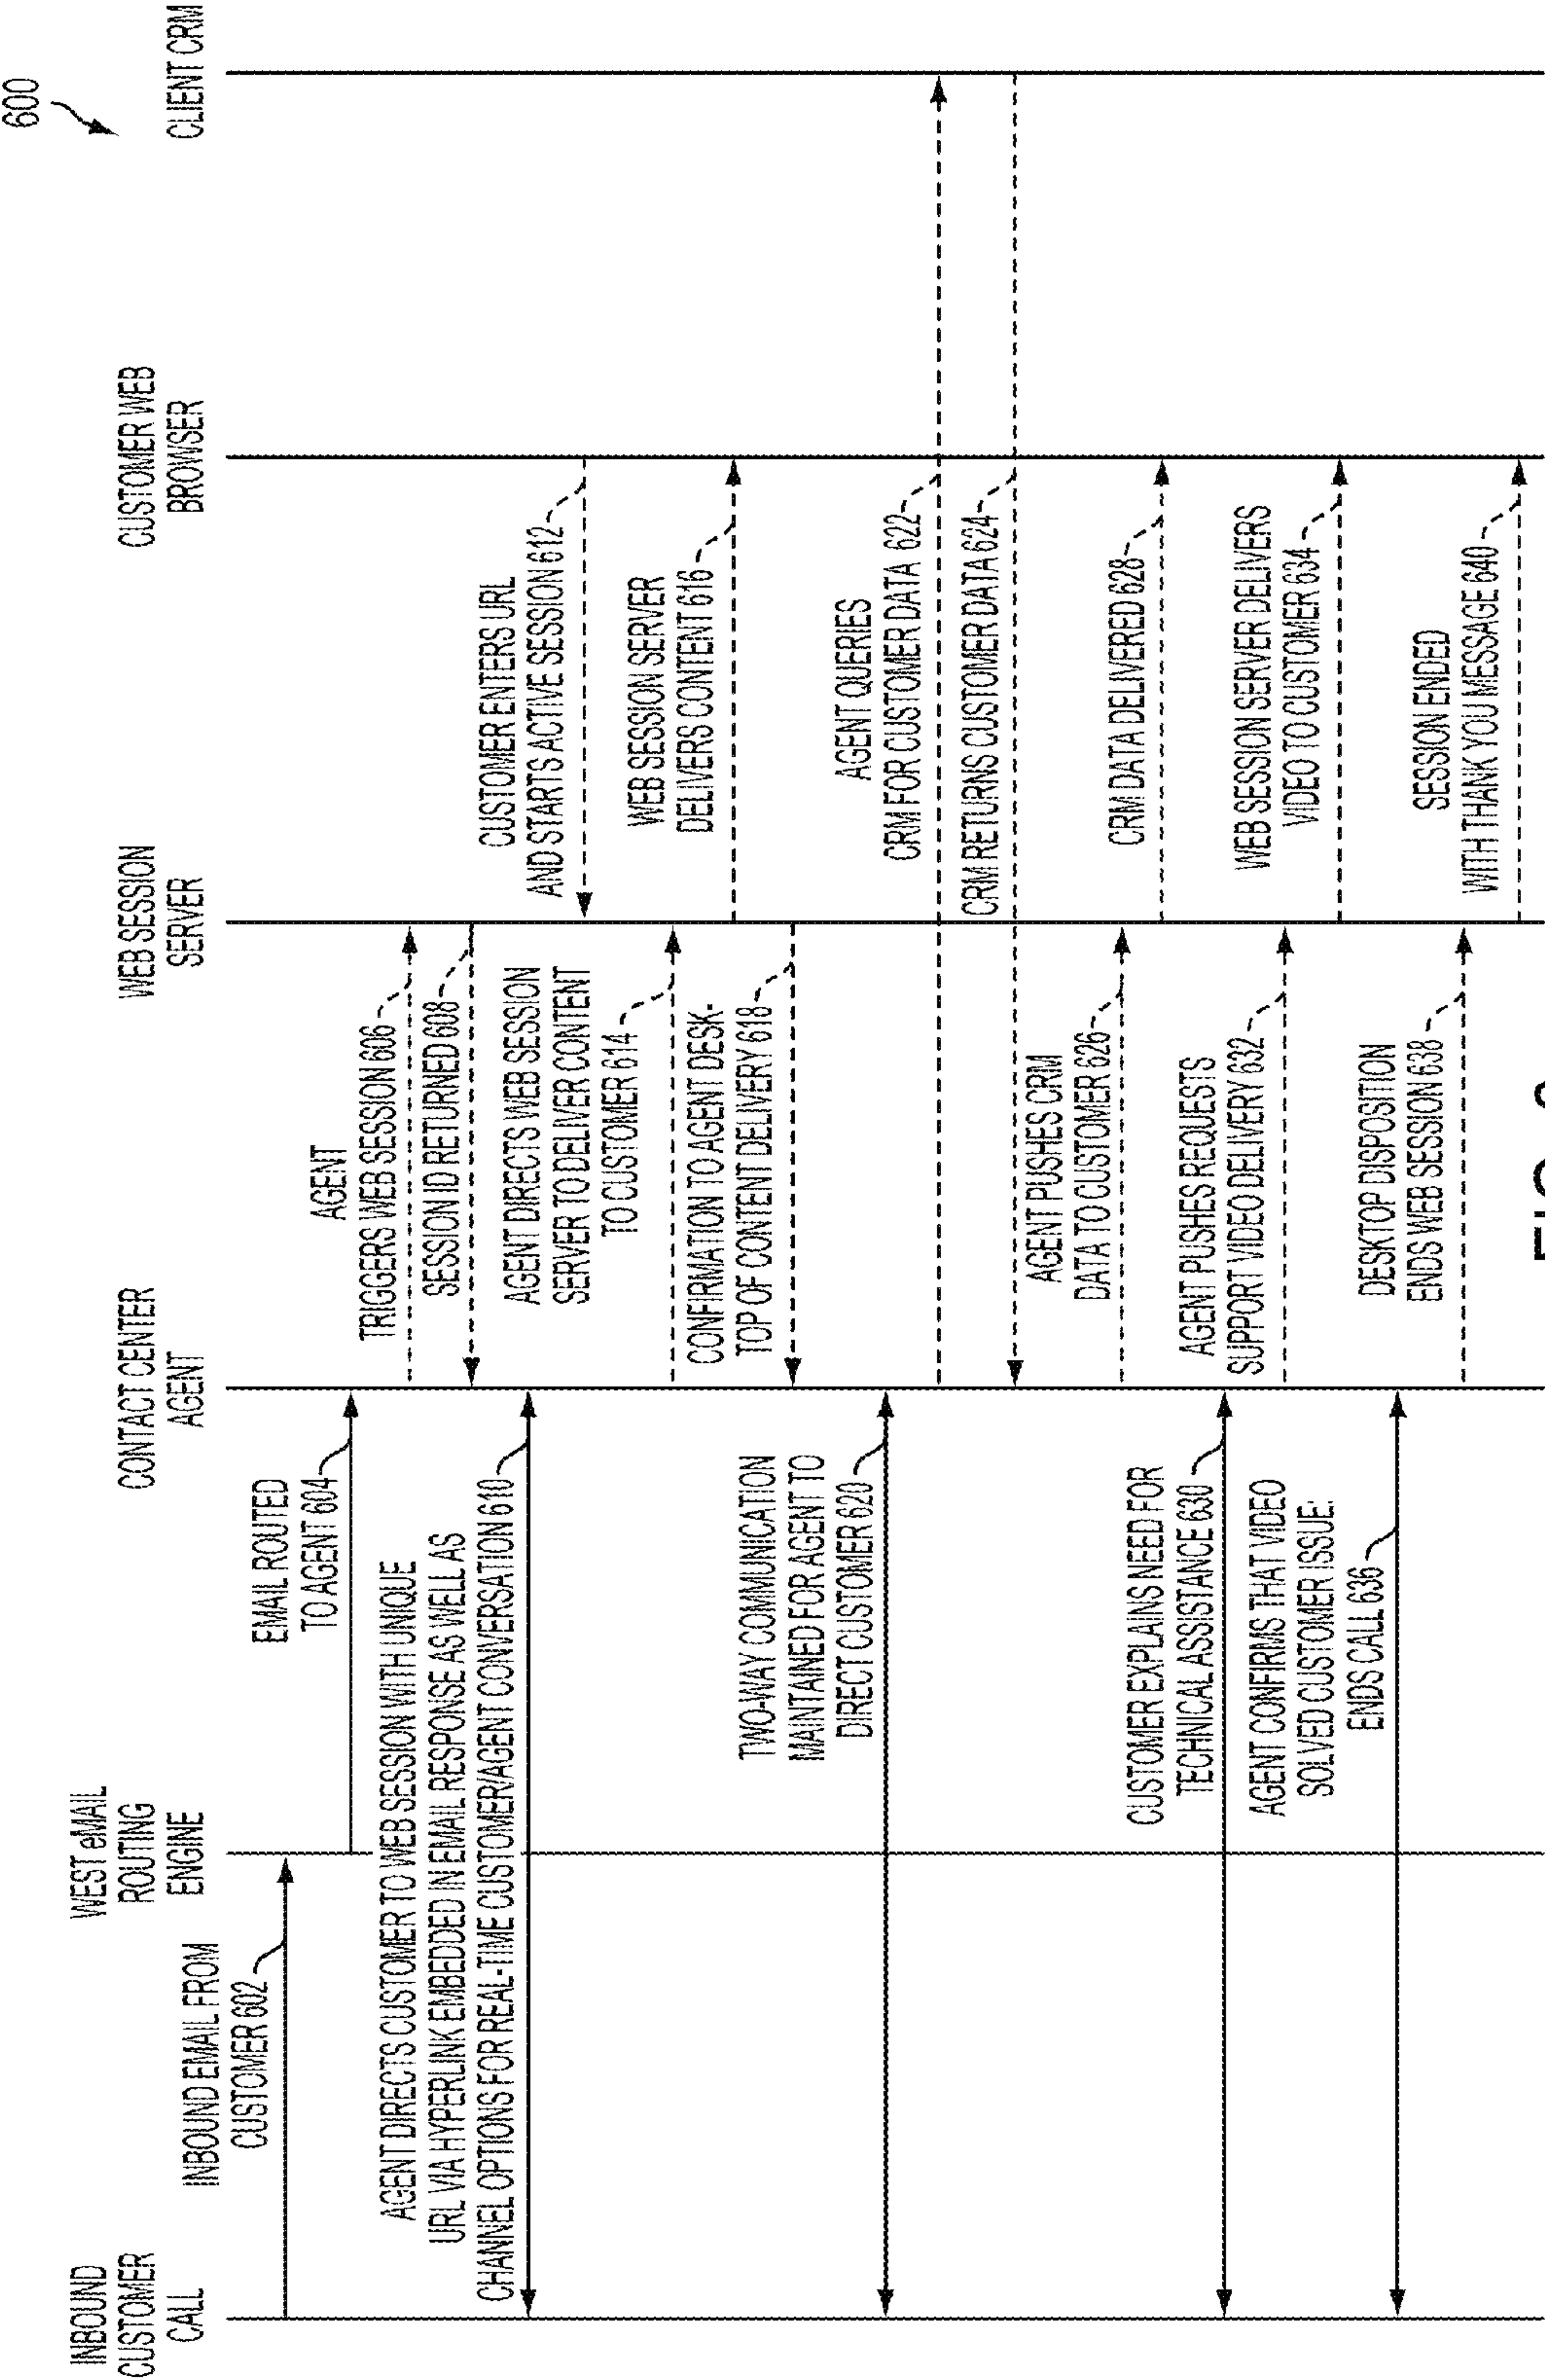 600
INBOUND
CUSTOMER
CALL
WEST eMAIL
ROUTING
ENGINE
CONTACT CENTER
AGENT
WEB SESSION
SERVER
CUSTOMER WEB
BROWSER
CLIENT CRM
INBOUND EMAIL FROM
CUSTOMER 602
EMAIL ROUTED
TO AGENT 604
AGENT
TRIGGERS WEB SESSION 606
SESSION ID RETURNED 608
AGENT DIRECTS CUSTOMER TO WEB SESSION WITH UNIQUE
URL VIA HYPERLINK EMBEDDED IN EMAIL RESPONSE AS WELL AS
CHANNEL OPTIONS FOR REAL-TIME CUSTOMER/AGENT CONVERSATION 610
CUSTOMER ENTERS URL
AND STARTS ACTIVE SESSION 612
AGENT DIRECTS WEB SESSION
SERVER TO DELIVER CONTENT
TO CUSTOMER 614
WEB SESSION SERVER
DELIVERS CONTENT 616
CONFIRMATION TO AGENT DESK-
TOP OF CONTENT DELIVERY 618
TWO-WAY COMMUNICATION
MAINTAINED FOR AGENT TO
DIRECT CUSTOMER 620
AGENT QUERIES
CRM FOR CUSTOMER DATA 622
CRM RETURNS CUSTOMER DATA 624
AGENT PUSHES CRM
DATA TO CUSTOMER 626
CRM DATA DELIVERED 628
CUSTOMER EXPLAINS NEED FOR
TECHNICAL ASSISTANCE 630
AGENT PUSHES REQUESTS
SUPPORT VIDEO DELIVERY 632
WEB SESSION SERVER DELIVERS
VIDEO TO CUSTOMER 634
AGENT CONFIRMS THAT VIDEO
SOLVED CUSTOMER ISSUE.
ENDS CALL 636
DESKTOP DISPOSITION
ENDS WEB SESSION 638
SESSION ENDED
WITH THANK YOU MESSAGE 640